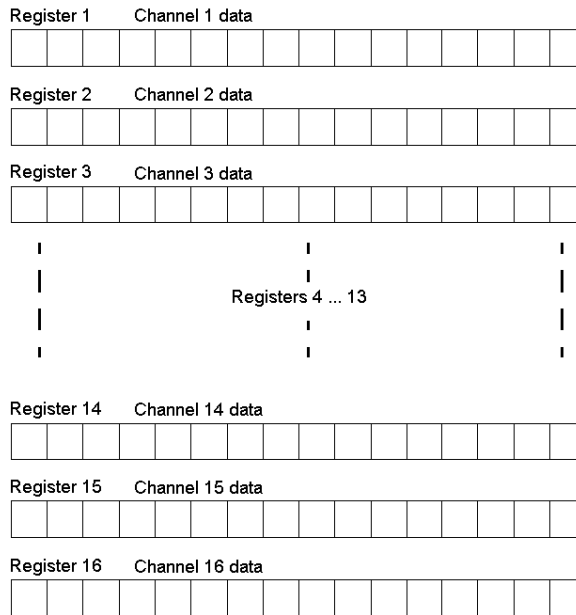 Register 1 Channel 1 data
Register 2 Channel 2 data
Register 3 Channel 3 data
Registers 4 ... 13
Register 14 Channel 14 data
Register 15 Channel 15 data
Register 16 Channel 16 data